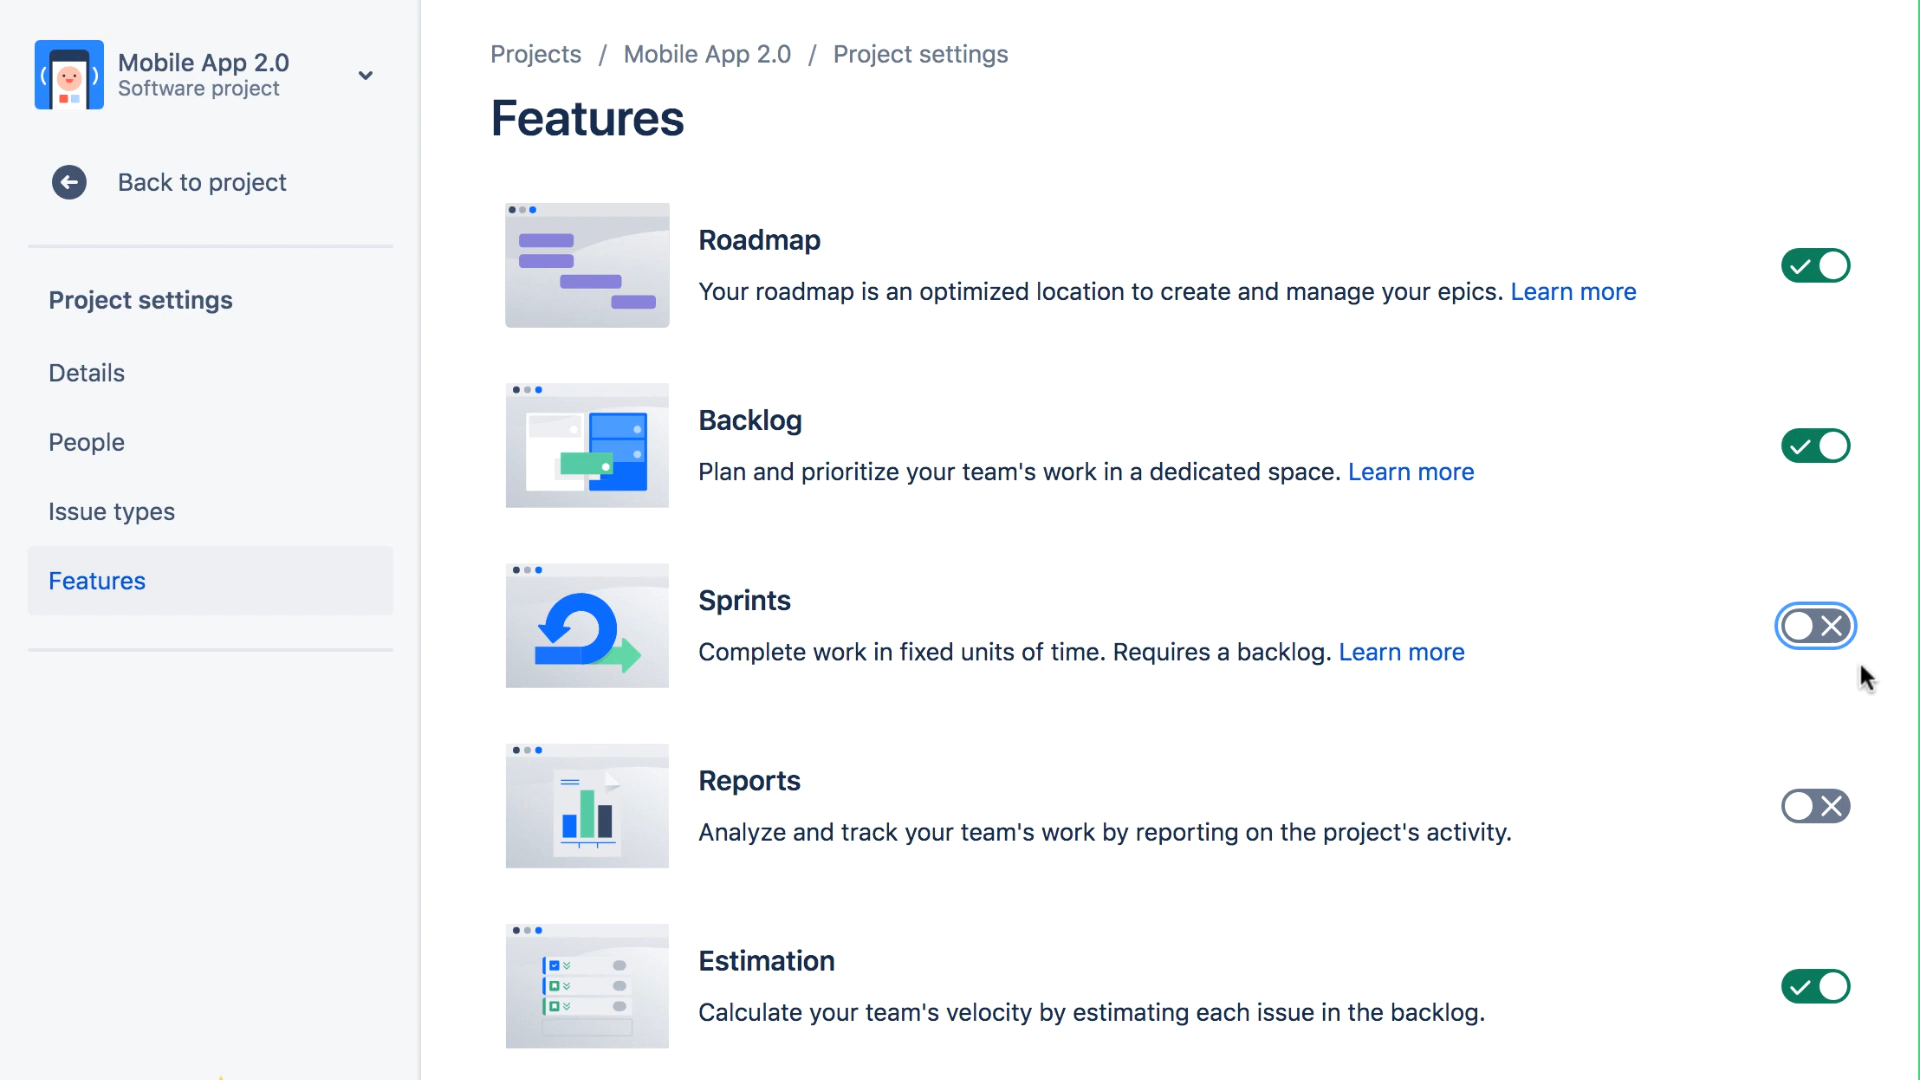 Mobile App 2.0
Software project
Back to project
Project settings
Details
People
Issue types
Features
Projects / Mobile App 2.0 / Project settings
Features
Roadmap
Your roadmap is an optimized location to create and manage your epics. Learn more
Backlog
Plan and prioritize your team's work in a dedicated space. Learn more
Sprints
Complete work in fixed units of time. Requires a backlog. Learn more
Reports
Analyze and track your team's work by reporting on the project's activity.
Estimation
Calculate your team's velocity by estimating each issue in the backlog.